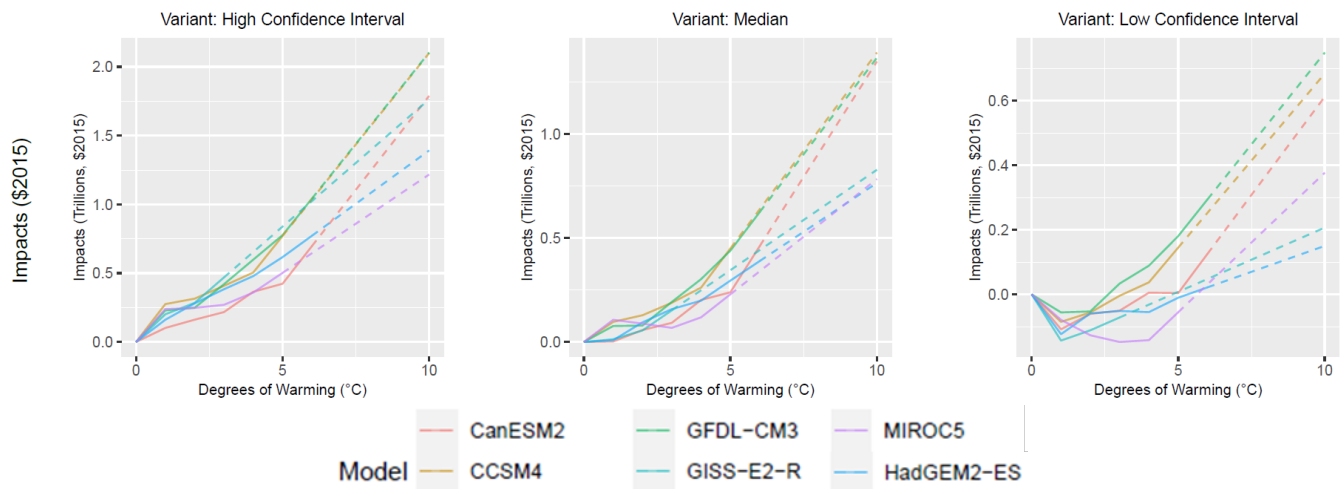 Variant: High Confidence Interval
Variant: Median
Variant: Low Confidence Interval
Impacts ($2015)
Impacts (Trillions, $2015)
2.0
1.5
1.0
0.5
0.0
0
5
10
Degrees of Warming (°C)
Impacts (Trillions, $2015)
1.0
0.5
0.0
0
5
10
Degrees of Warming (°C)
Impacts (Trillions, $2015)
0.6
0.4
0.2
0.0
0
5
10
Degrees of Warming (°C)
Model
CanESM2
GFDL−CM3
MIROC5
CCSM4
GISS−E2−R
HadGEM2−ES